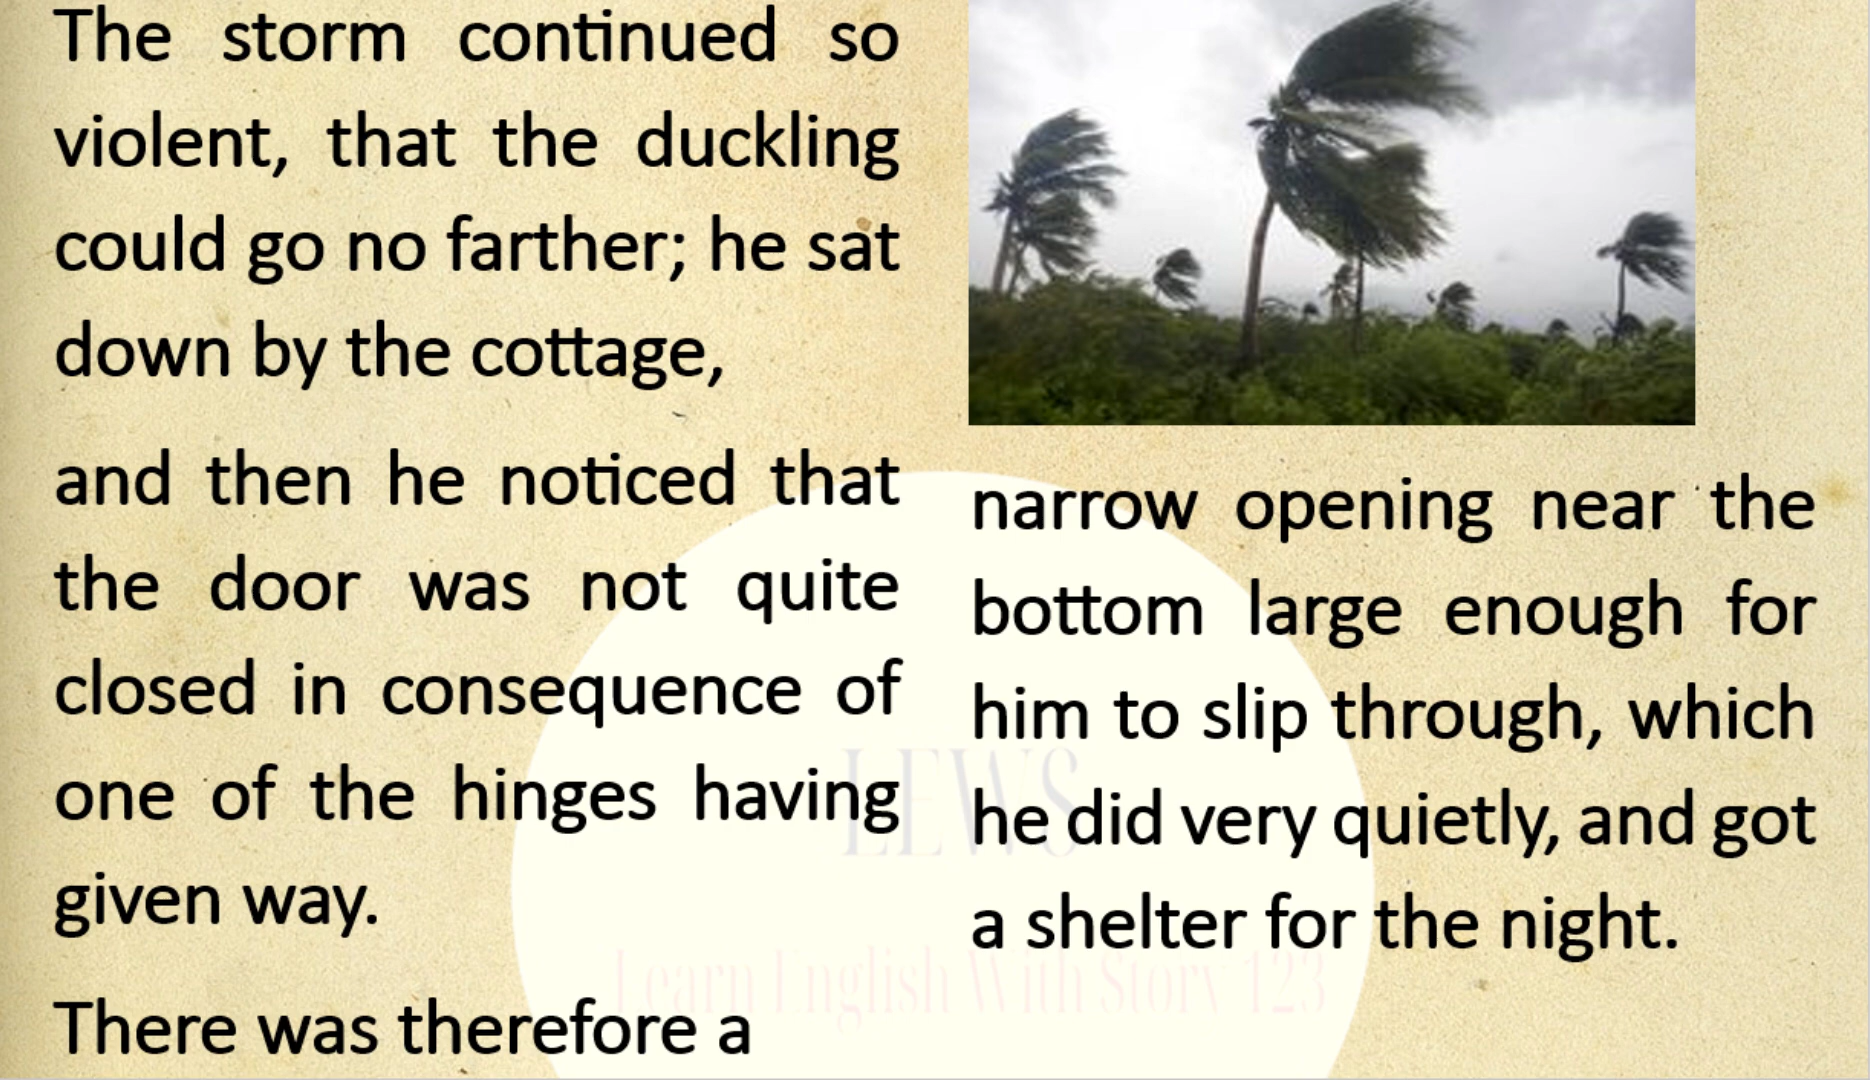 The storm continued so
violent, that the duckling
could go no farther; he sat
down by the cottage,
and then he noticed that
the door was not quite
closed in consequence of
one of the hinges having
given way.
There was therefore a
narrow opening near the
bottom large enough for
him to slip through, which
he did very quietly, and got
a shelter for the night.
LEWS
Learn English With Story 123